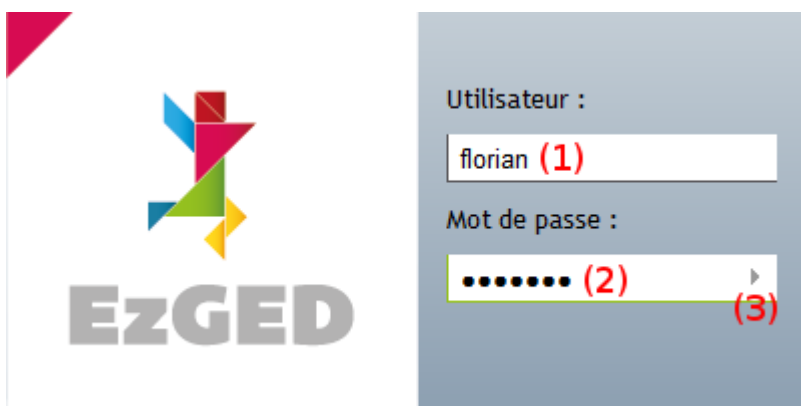 Utilisateur :
florian (1)
Mot de passe :
••••••• (2)
(3)
EzGED